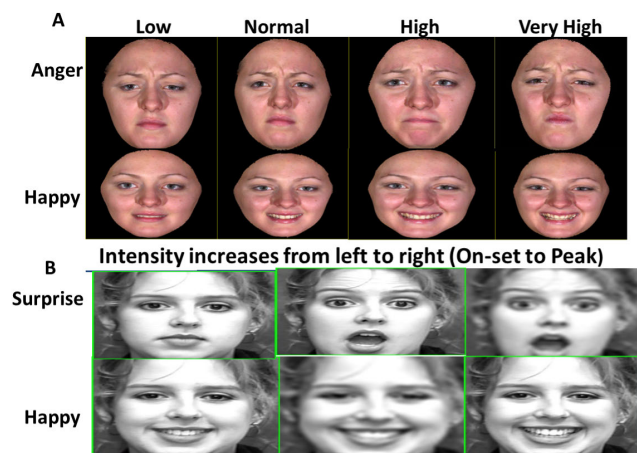 A
Low Normal High Very High
Anger
Happy
Intensity increases from left to right (On-set to Peak)
B
Surprise
Happy